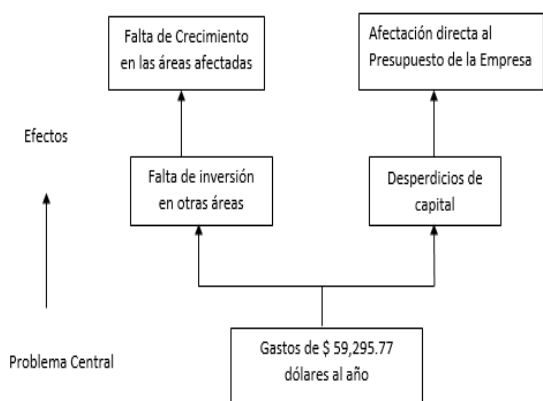 Falta de Crecimiento
en las áreas afectadas
Afectación directa al
Presupuesto de la Empresa
Efectos
Falta de inversión
en otras áreas
Desperdicios de
capital
Problema Central
Gastos de $ 59,295.77
dólares al año